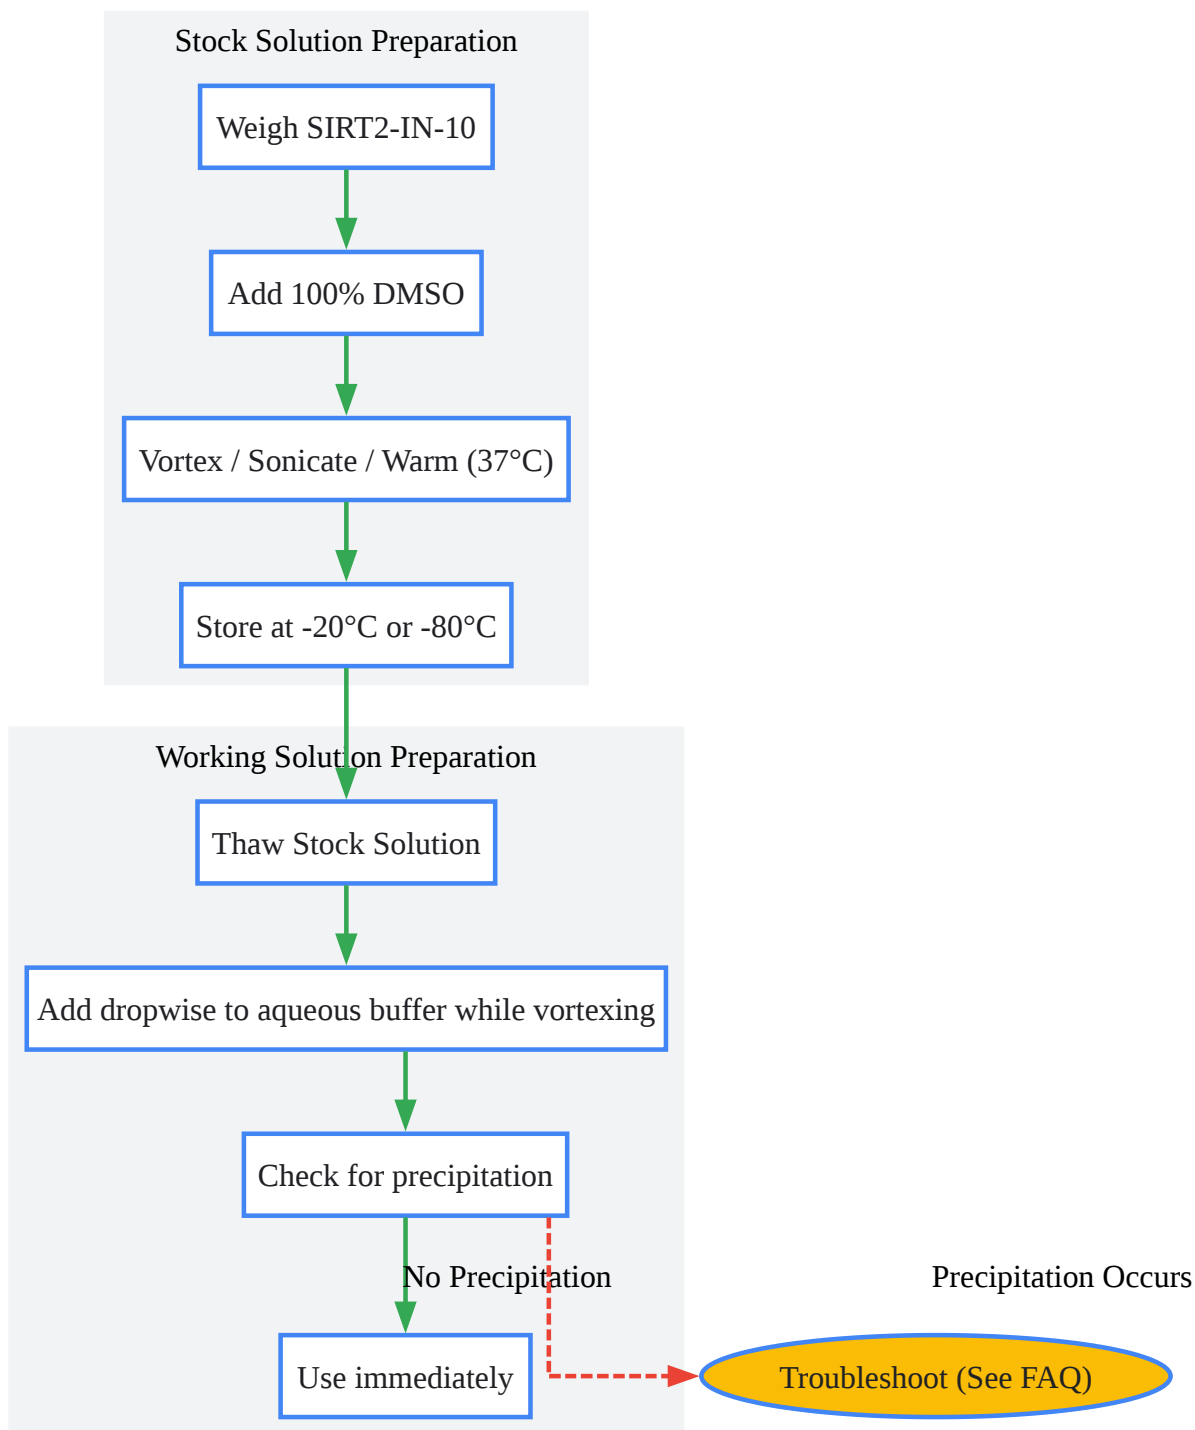 Stock Solution Preparation
Weigh SIRT2-IN-10
Add 100% DMSO
Vortex / Sonicate / Warm (37°C)
Store at -20°C or -80°C
Working Solution Preparation
Thaw Stock Solution
Add dropwise to aqueous buffer while vortexing
Check for precipitation
No Precipitation
Precipitation Occurs
Use immediately
Troubleshoot (See FAQ)